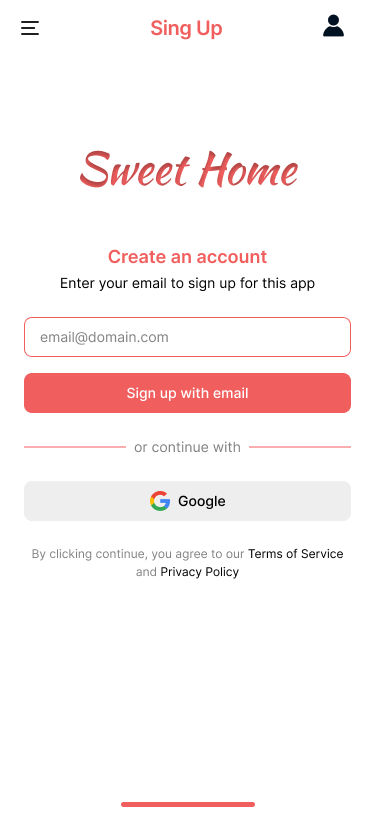 Sing Up
Sweet Home
Create an account
Enter your email to sign up for this app
email@domain.com
Sign up with email
or continue with
Google
By clicking continue, you agree to our Terms of Service
and Privacy Policy